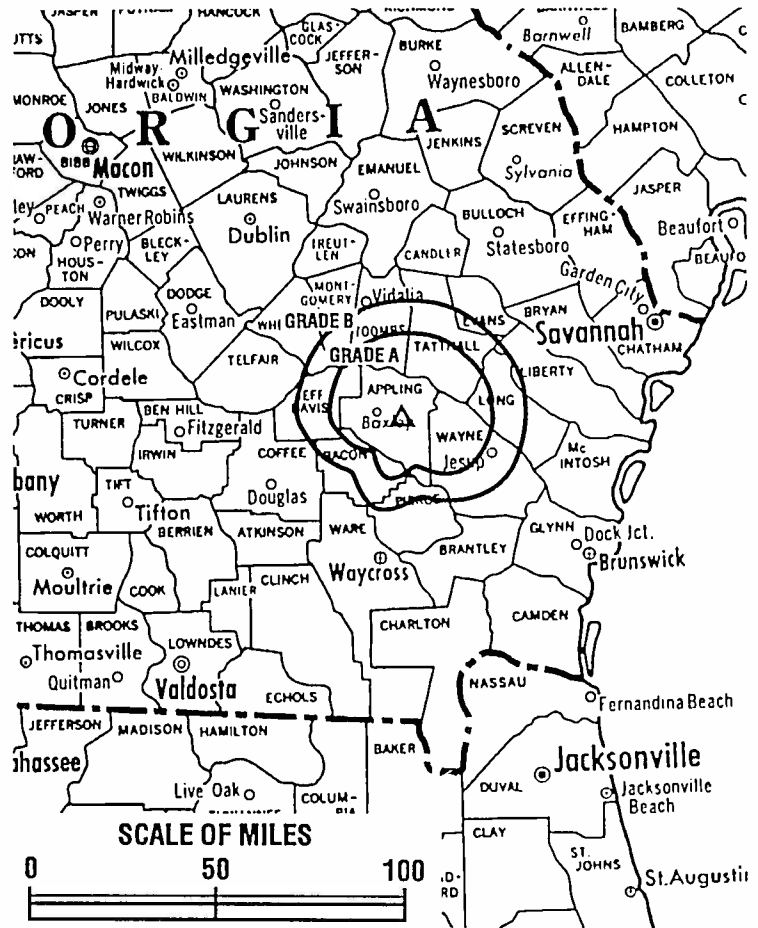 JASPER
HANCOCK
GLAS-
COCK
BURKE
Barnwell
BAMBERG
Milledgeville
JEFFER-
SON
Midway-
Hardwick
Waynesboro
ALLEN-
DALE
COLLETON
MONROE
JONES
BALDWIN
WASHINGTON
Sanders-
ville
SCREVEN
HAMPTON
O R G I A
JENKINS
BIBB
Macon
WILKINSON
JOHNSON
EMANUEL
Sylvania
TWIGGS
LAURENS
Swainsboro
JASPER
PEACH
Warner Robins
Dublin
BULLOCH
EFFING-
HAM
Beaufort
Perry
BLECK-
LEY
TREUT-
LEN
CANDLER
Statesboro
HOUS-
TON
Garden City
DOOLY
PULASKI
DODGE
Eastman
MONT-
GOMERY
Vidalia
EVANS
BRYAN
GRADE B
TOOMBS
Savannah
WILCOX
TELFAIR
GRADE A
TATTNALL
CHATHAM
Cordele
LIBERTY
CRISP
JEFF
DAVIS
APPLING
LONG
TURNER
BEN HILL
Fitzgerald
Baxley
WAYNE
Mc
INTOSH
IRWIN
COFFEE
BACON
Jesup
TIFT
Tifton
Douglas
PIERCE
WORTH
BERRIEN
ATKINSON
WARE
GLYNN
Dock Jct.
COLQUITT
BRANTLEY
Brunswick
Moultrie
COOK
LANIER
CLINCH
Waycross
THOMAS
BROOKS
CHARLTON
CAMDEN
LOWNDES
Thomasville
Quitman
Valdosta
ECHOLS
NASSAU
Fernandina Beach
JEFFERSON
MADISON
HAMILTON
BAKER
ahassee
Jacksonville
Live Oak
COLUM-
BIA
DUVAL
Jacksonville
Beach
SCALE OF MILES
CLAY
0 50 100
ST.
JOHNS
St.Augustin